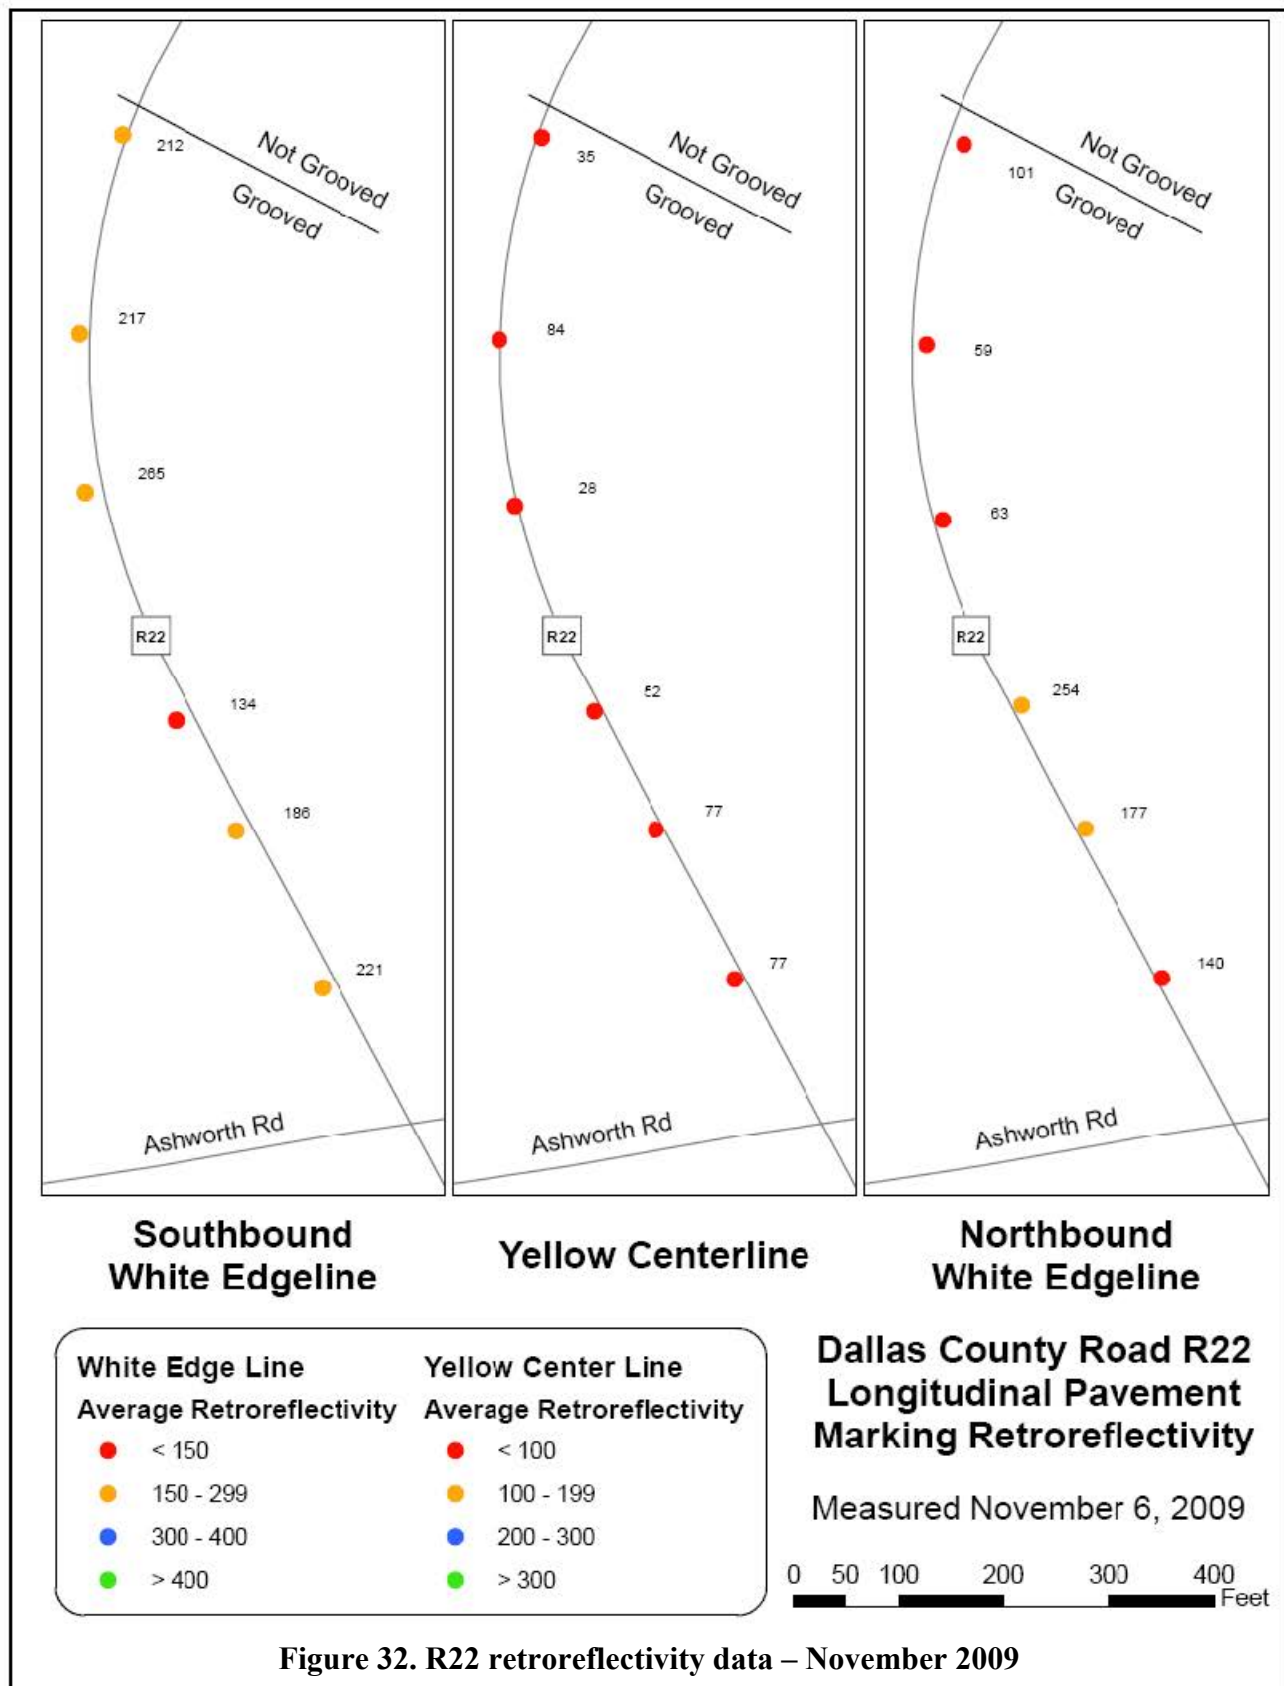 Not Grooved
Grooved
212
217
265
R22
134
186
221
Ashworth Rd
Not Grooved
Grooved
35
84
28
R22
52
77
77
Ashworth Rd
Not Grooved
Grooved
101
59
63
R22
254
177
140
Ashworth Rd
Southbound
White Edgeline
Yellow Centerline
Northbound
White Edgeline
White Edge Line
Average Retroreflectivity
< 150
150 - 299
300 - 400
> 400
Yellow Center Line
Average Retroreflectivity
< 100
100 - 199
200 - 300
> 300
Dallas County Road R22
Longitudinal Pavement
Marking Retroreflectivity
Measured November 6, 2009
0 50 100 200 300 400
Feet
Figure 32. R22 retroreflectivity data – November 2009